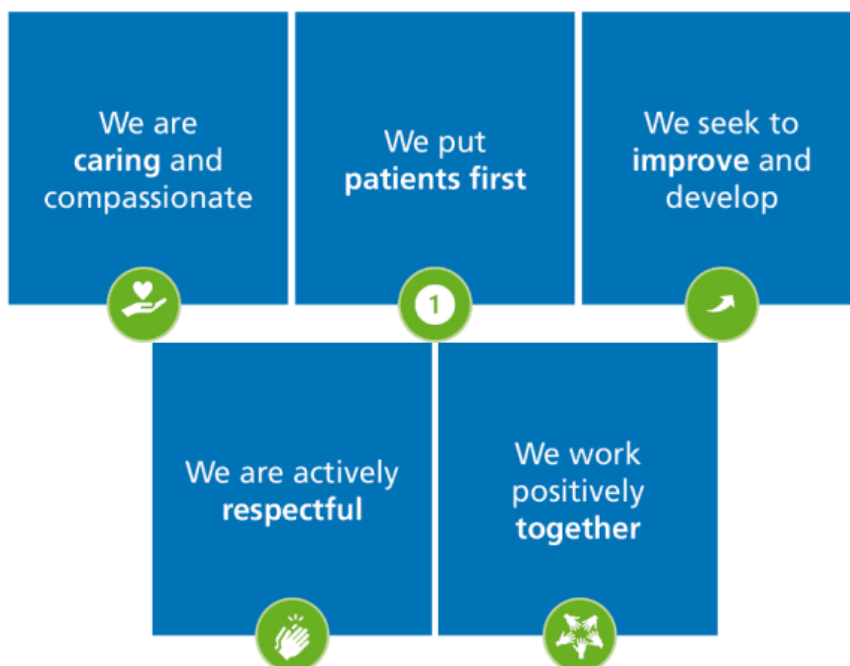 We are
caring and
compassionate
We put
patients first
We seek to
improve and
develop
1
We are actively
respectful
We work
positively
together